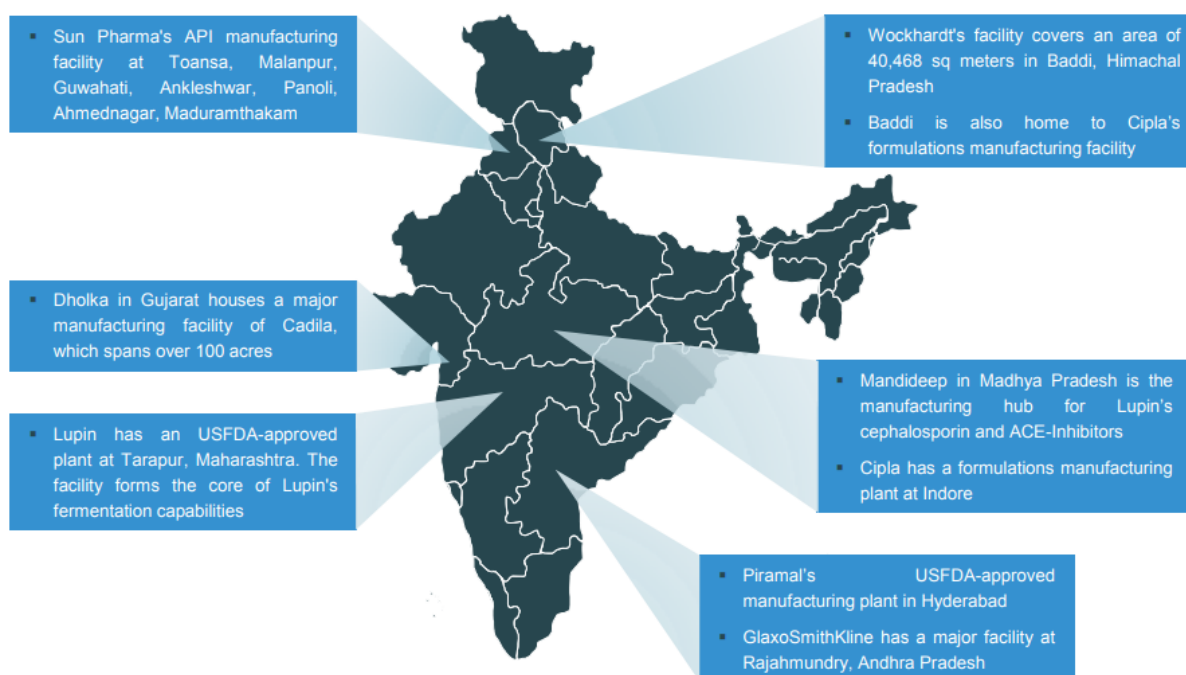 ▪ Sun Pharma's API manufacturing
facility at Toansa, Malanpur,
Guwahati, Ankleshwar, Panoli,
Ahmednagar, Maduramthakam
▪ Wockhardt's facility covers an area of
40,468 sq meters in Baddi, Himachal
Pradesh
▪ Baddi is also home to Cipla’s
formulations manufacturing facility
▪ Dholka in Gujarat houses a major
manufacturing facility of Cadila,
which spans over 100 acres
▪ Lupin has an USFDA-approved
plant at Tarapur, Maharashtra. The
facility forms the core of Lupin's
fermentation capabilities
▪ Mandideep in Madhya Pradesh is the
manufacturing hub for Lupin’s
cephalosporin and ACE-Inhibitors
▪ Cipla has a formulations manufacturing
plant at Indore
▪ Piramal’s USFDA-approved
manufacturing plant in Hyderabad
▪ GlaxoSmithKline has a major facility at
Rajahmundry, Andhra Pradesh